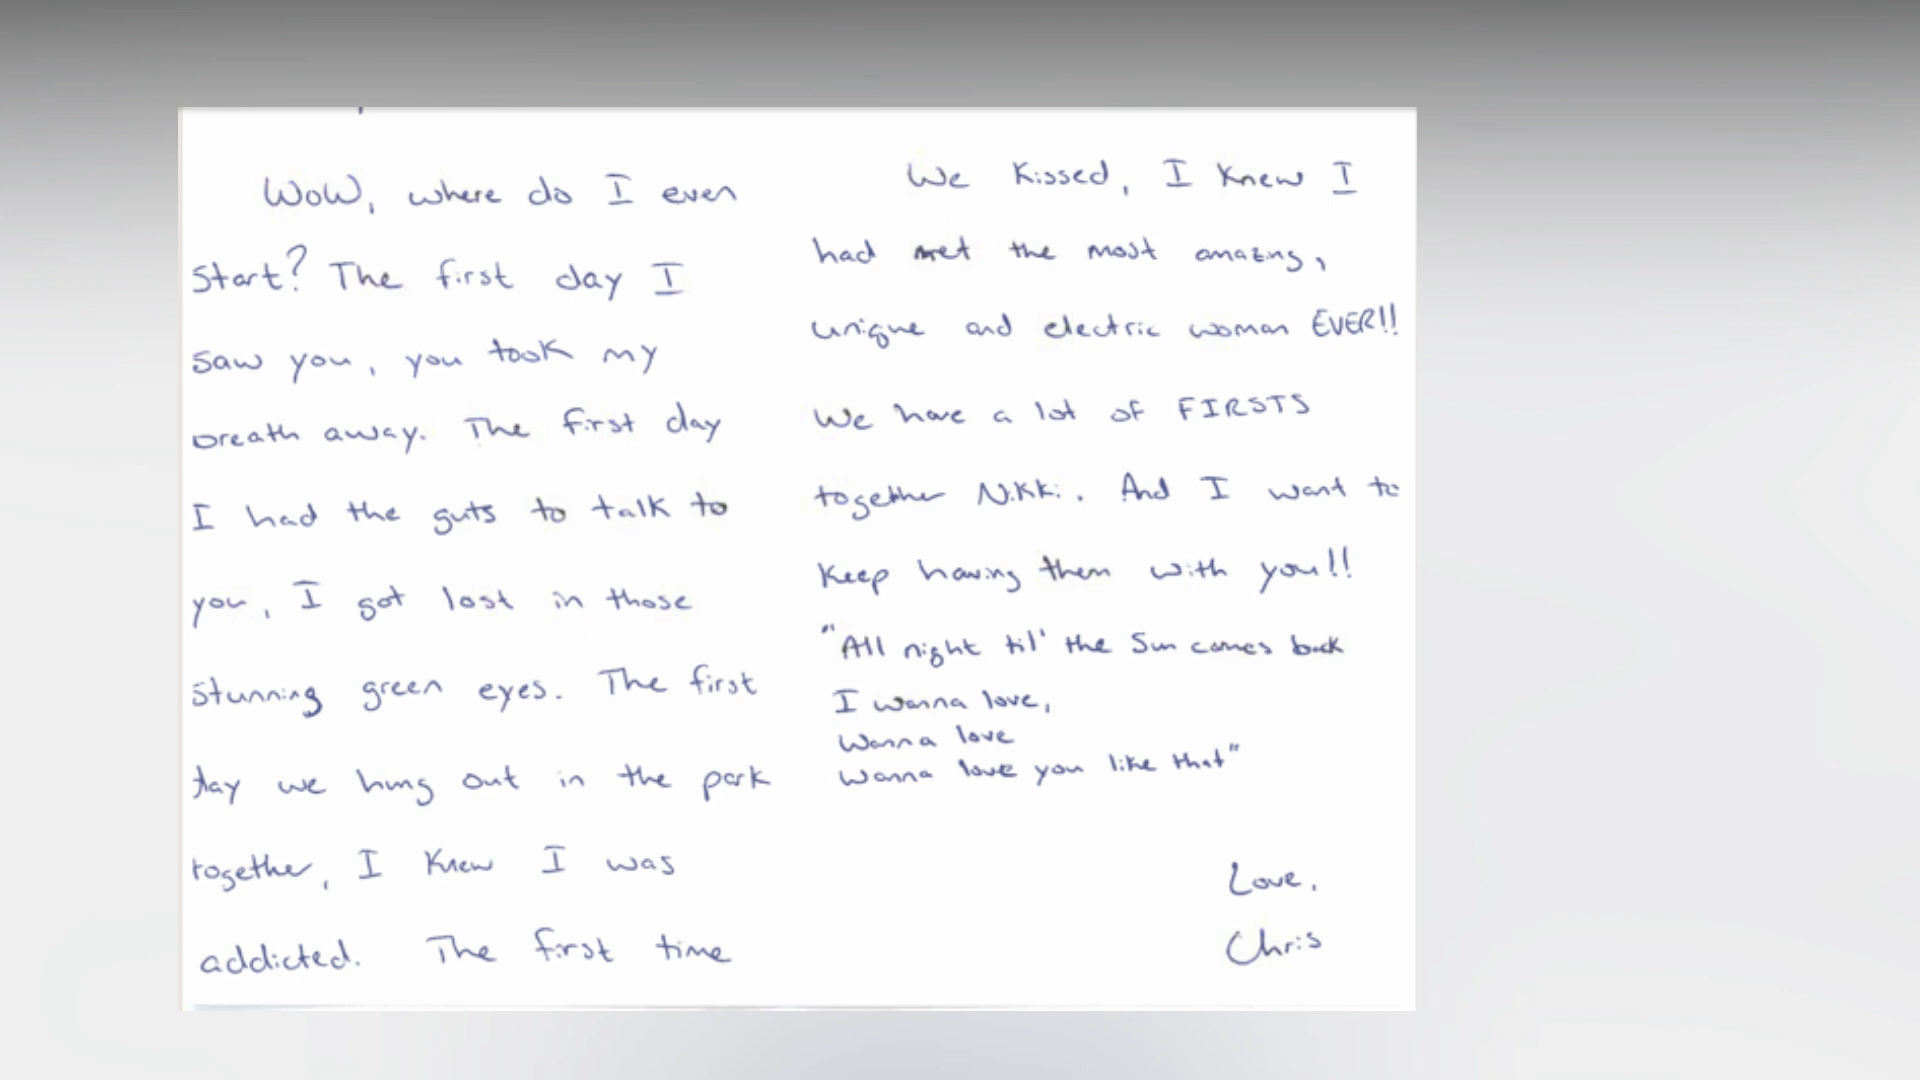 WoW, where do I even
Start? The first day I
saw you, you took my
breath away. The first day
I had the guts to talk to
you, I got lost in those
stunning green eyes. The first
day we hung out in the park
together, I knew I was
addicted. The first time
We kissed, I knew I
had met the most amazing,
unique and electric woman EVER!!
We have a lot of FIRSTS
together Nikki. And I want to
keep having them with you!!
"All night til' the Sun comes back
I wanna love,
Wanna love
Wanna love you like that"
Love,
Chris